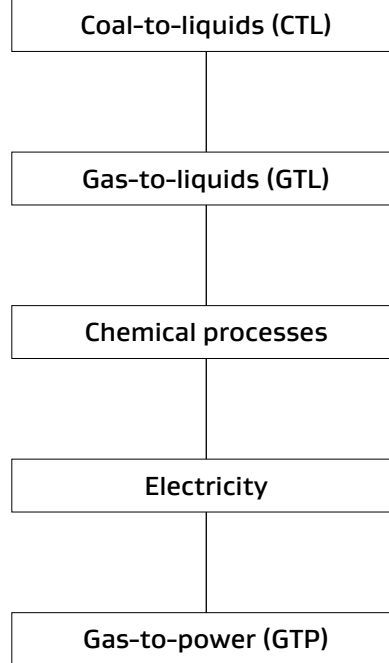 Coal-to-liquids (CTL)
Gas-to-liquids (GTL)
Chemical processes
Electricity
Gas-to-power (GTP)